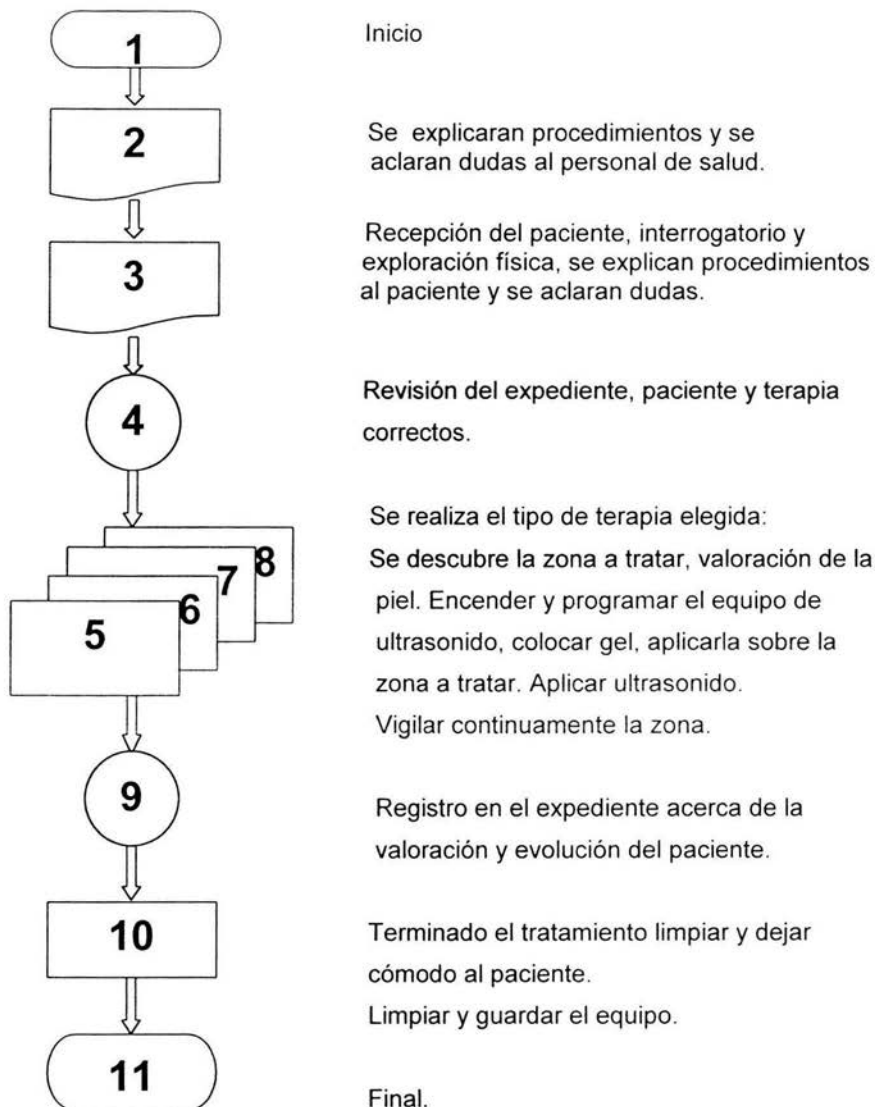 1
Inicio
2
Se explicaran procedimientos y se
aclaran dudas al personal de salud.
3
Recepción del paciente, interrogatorio y
exploración física, se explican procedimientos
al paciente y se aclaran dudas.
4
Revisión del expediente, paciente y terapia
correctos.
5
6
7
8
Se realiza el tipo de terapia elegida:
Se descubre la zona a tratar, valoración de la
piel. Encender y programar el equipo de
ultrasonido, colocar gel, aplicarla sobre la
zona a tratar. Aplicar ultrasonido.
Vigilar continuamente la zona.
9
Registro en el expediente acerca de la
valoración y evolución del paciente.
10
Terminado el tratamiento limpiar y dejar
cómodo al paciente.
Limpiar y guardar el equipo.
11
Final.